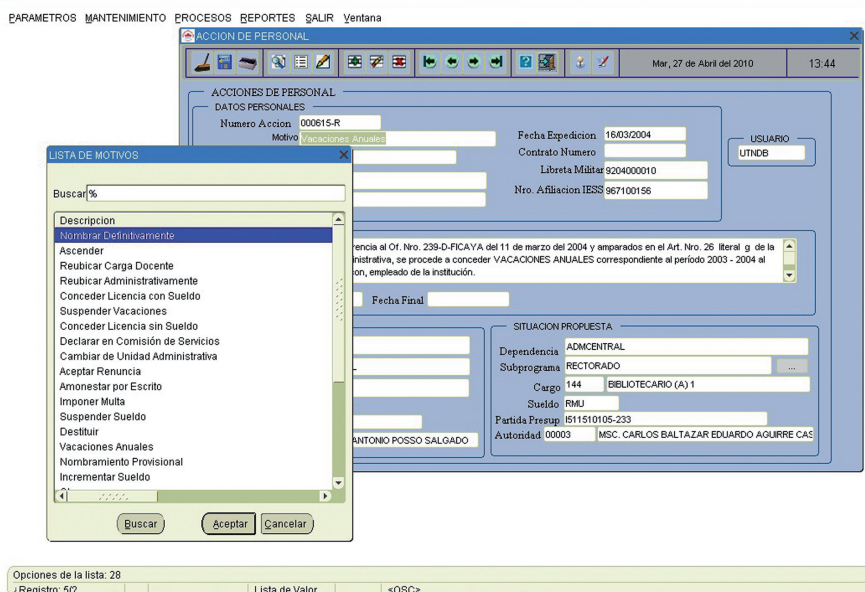 PARAMETROS MANTENIMIENTO PROCESOS REPORTES SALIR Ventana
ACCION DE PERSONAL
Mar, 27 de Abril del 2010 13:44
ACCIONES DE PERSONAL
DATOS PERSONALES
Numero Accion 000615-R
Motivo Vacaciones Anuales
Fecha Expedicion 16/03/2004
Contrato Numero
Libreta Militar 9204000010
Nro. Afiliacion IESS 967100156
USUARIO
UTNDB
LISTA DE MOTIVOS
Buscar %
Descripcion
Nombrar Definitivamente
Ascender
Reubicar Carga Docente
Reubicar Administrativamente
Conceder Licencia con Sueldo
Suspender Vacaciones
Conceder Licencia sin Sueldo
Declarar en Comisión de Servicios
Cambiar de Unidad Administrativa
Aceptar Renuncia
Amonestar por Escrito
Imponer Multa
Suspender Sueldo
Destituir
Vacaciones Anuales
Nombramiento Provisional
Incrementar Sueldo
Buscar Aceptar Cancelar
rencia al Of. Nro. 239-D-FICAYA del 11 de marzo del 2004 y amparados en el Art. Nro. 26 literal g de la
inistrativa, se procede a conceder VACACIONES ANUALES correspondiente al período 2003 - 2004 al
con, empleado de la institución.
Fecha Final
SITUACION PROPUESTA
Dependencia ADMCENTRAL
Subprograma RECTORADO ...
Cargo 144 BIBLIOTECARIO (A) 1
Sueldo RMU
Partida Presup I511510105-233
Autoridad 00003 MSC. CARLOS BALTAZAR EDUARDO AGUIRRE CAS
ANTONIO POSSO SALGADO
Opciones de la lista: 28
Registro: 5/? Lista de Valor <OSC>